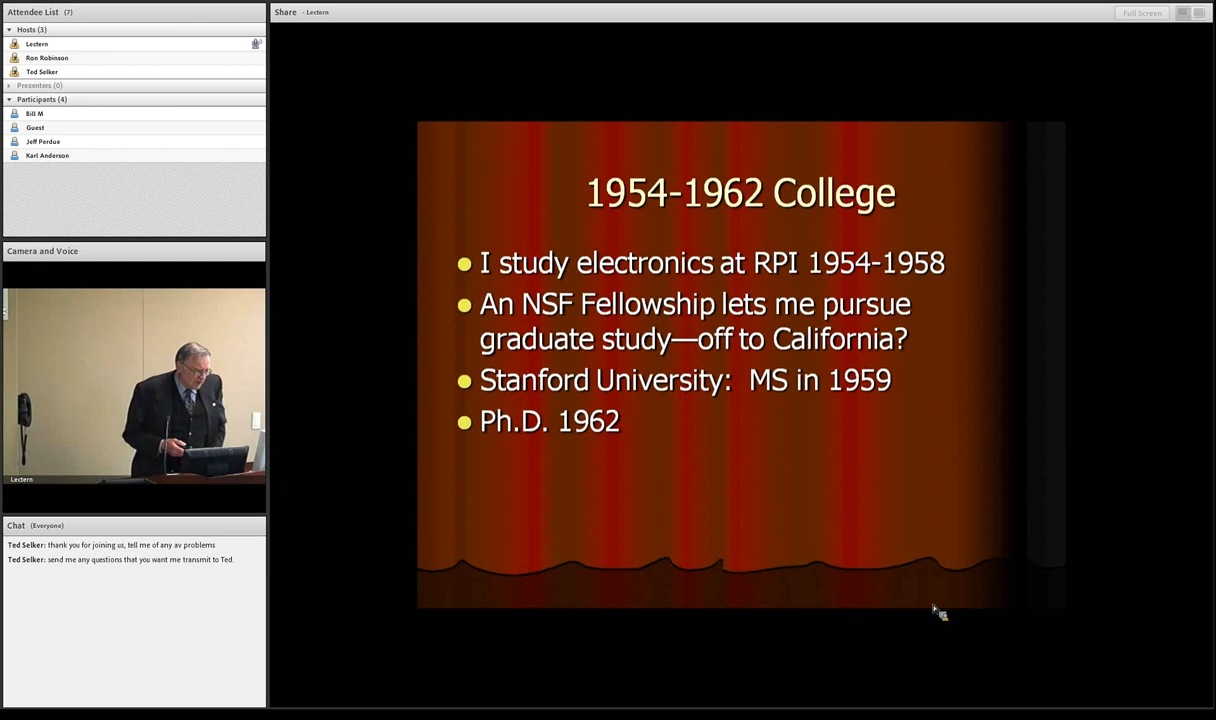 Attendee List (7)
Hosts (3)
Lectern
Ron Robinson
Ted Selker
Presenters (0)
Participants (4)
Bill M
Guest
Jeff Perdue
Karl Anderson
Camera and Voice
Lectern
Chat (Everyone)
Ted Selker: thank you for joining us, tell me of any av problems
Ted Selker: send me any questions that you want me transmit to Ted.
Share - Lectern
Full Screen
1954-1962 College
I study electronics at RPI 1954-1958
An NSF Fellowship lets me pursue
graduate study—off to California?
Stanford University: MS in 1959
Ph.D. 1962